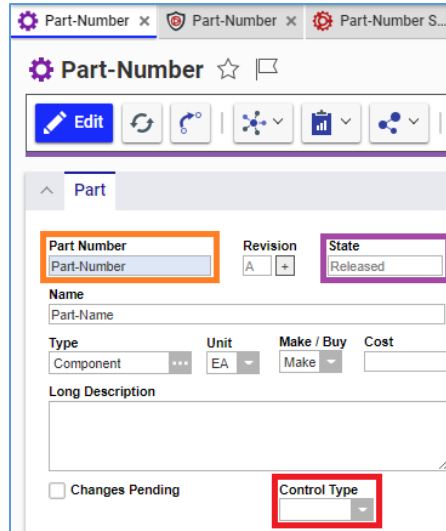 Part-Number × Part-Number × Part-Number S...
Part-Number
Edit
Part
Part Number Revision State
Part-Number A + Released
Name
Part-Name
Type Unit Make / Buy Cost
Component ... EA Make
Long Description
Changes Pending Control Type